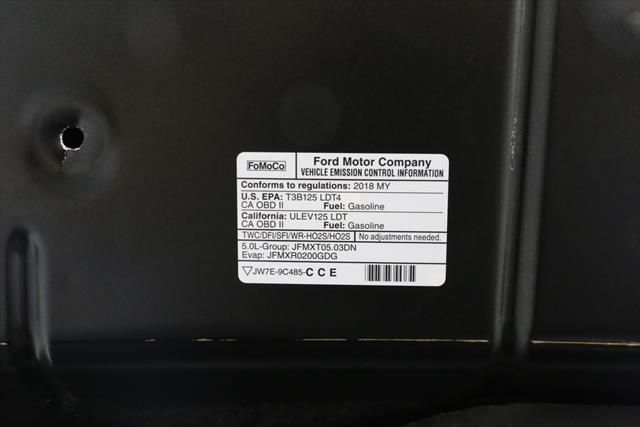 FoMoCo
Ford Motor Company
VEHICLE EMISSION CONTROL INFORMATION
Conforms to regulations: 2018 MY
U.S. EPA: T3B125 LDT4
CA OBD II Fuel: Gasoline
California: ULEV125 LDT
CA OBD II Fuel: Gasoline
TWC/DFI/SFI/WR-HO2S/HO2S No adjustments needed.
5.0L-Group: JFMXT05.03DN
Evap: JFMXR0200GDG
JW7E-9C485-C C E